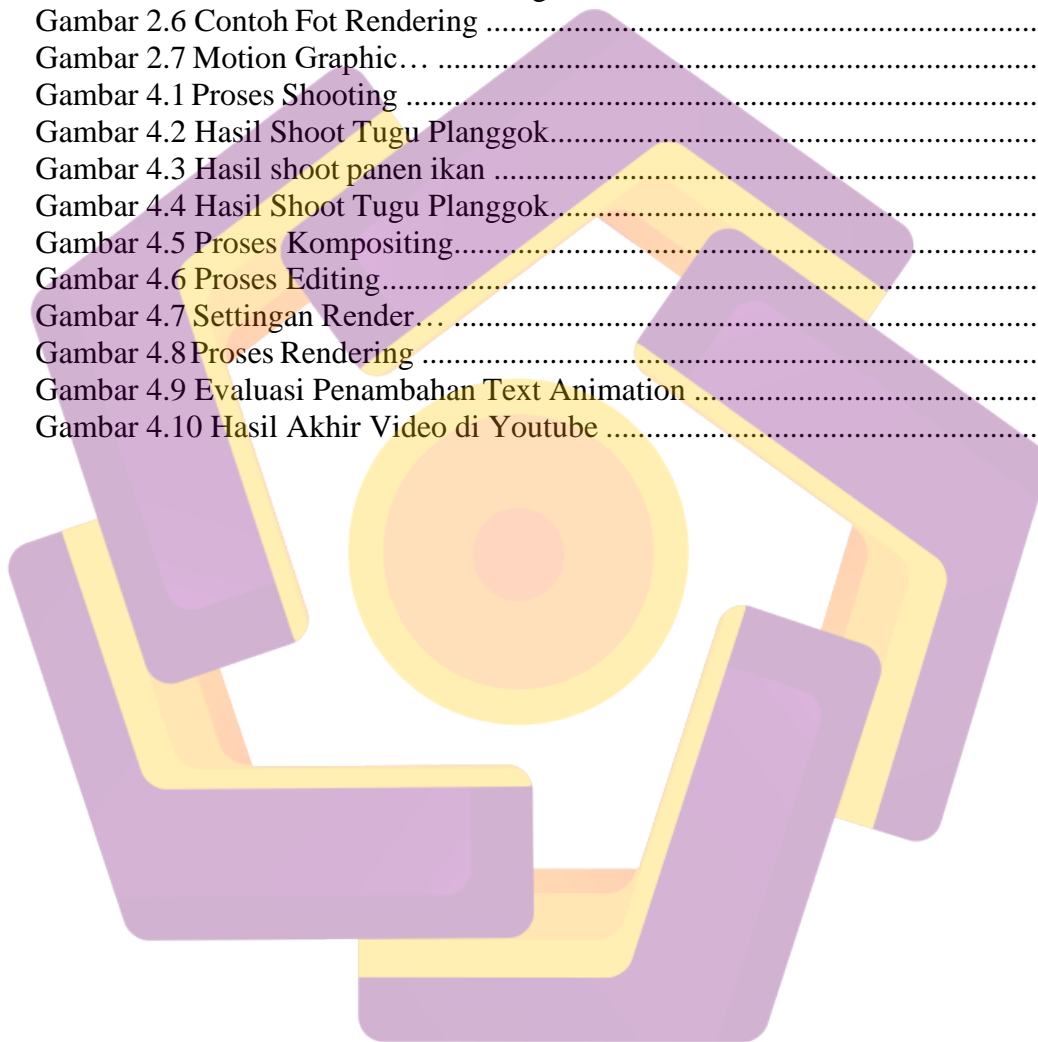 Gambar 2.6 Contoh Fot Rendering ..........................................................................
2.7 Motion Graphic… ................................................................................
Gambar 4.1 Proses Shooting .....................................................................................
Gambar 4.2 Hasil Shoot Tugu Planggok................................................................
Gambar 4.3 Hasil shoot panen ikan ........................................................................
Gambar 4.4 Hasil Shoot Tugu Planggok................................................................
Gambar 4.5 Proses Kompositing..............................................................................
Gambar 4.6 Proses Editing........................................................................................
Gambar 4.7 Settingan Render… ..............................................................................
Gambar 4.8 Proses Rendering ..................................................................................
Gambar 4.9 Evaluasi Penambahan Text Animation ..............................................
Gambar 4.10 Hasil Akhir Video di Youtube ..........................................................